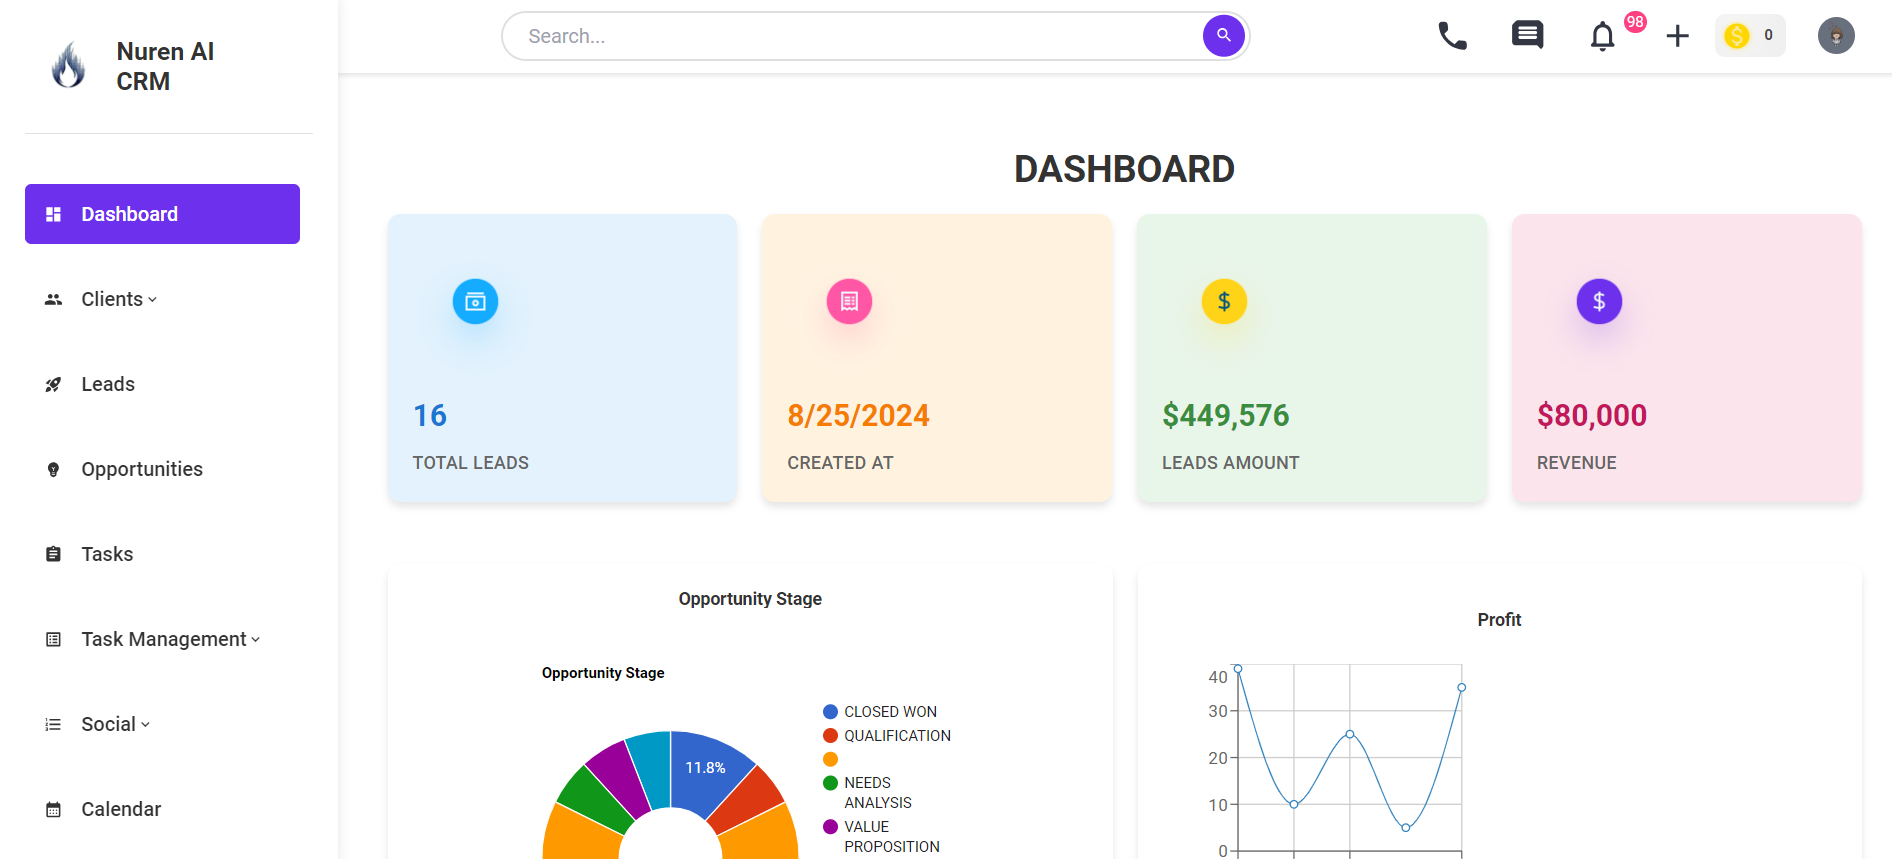 Nuren AI
CRM
Search...
98
0
Dashboard
Clients
Leads
Opportunities
Tasks
Task Management
Social
Calendar
DASHBOARD
16
TOTAL LEADS
8/25/2024
CREATED AT
$449,576
LEADS AMOUNT
$80,000
REVENUE
Opportunity Stage
Opportunity Stage
11.8%
CLOSED WON
QUALIFICATION
NEEDS
ANALYSIS
VALUE
PROPOSITION
Profit
40
30
20
10
0